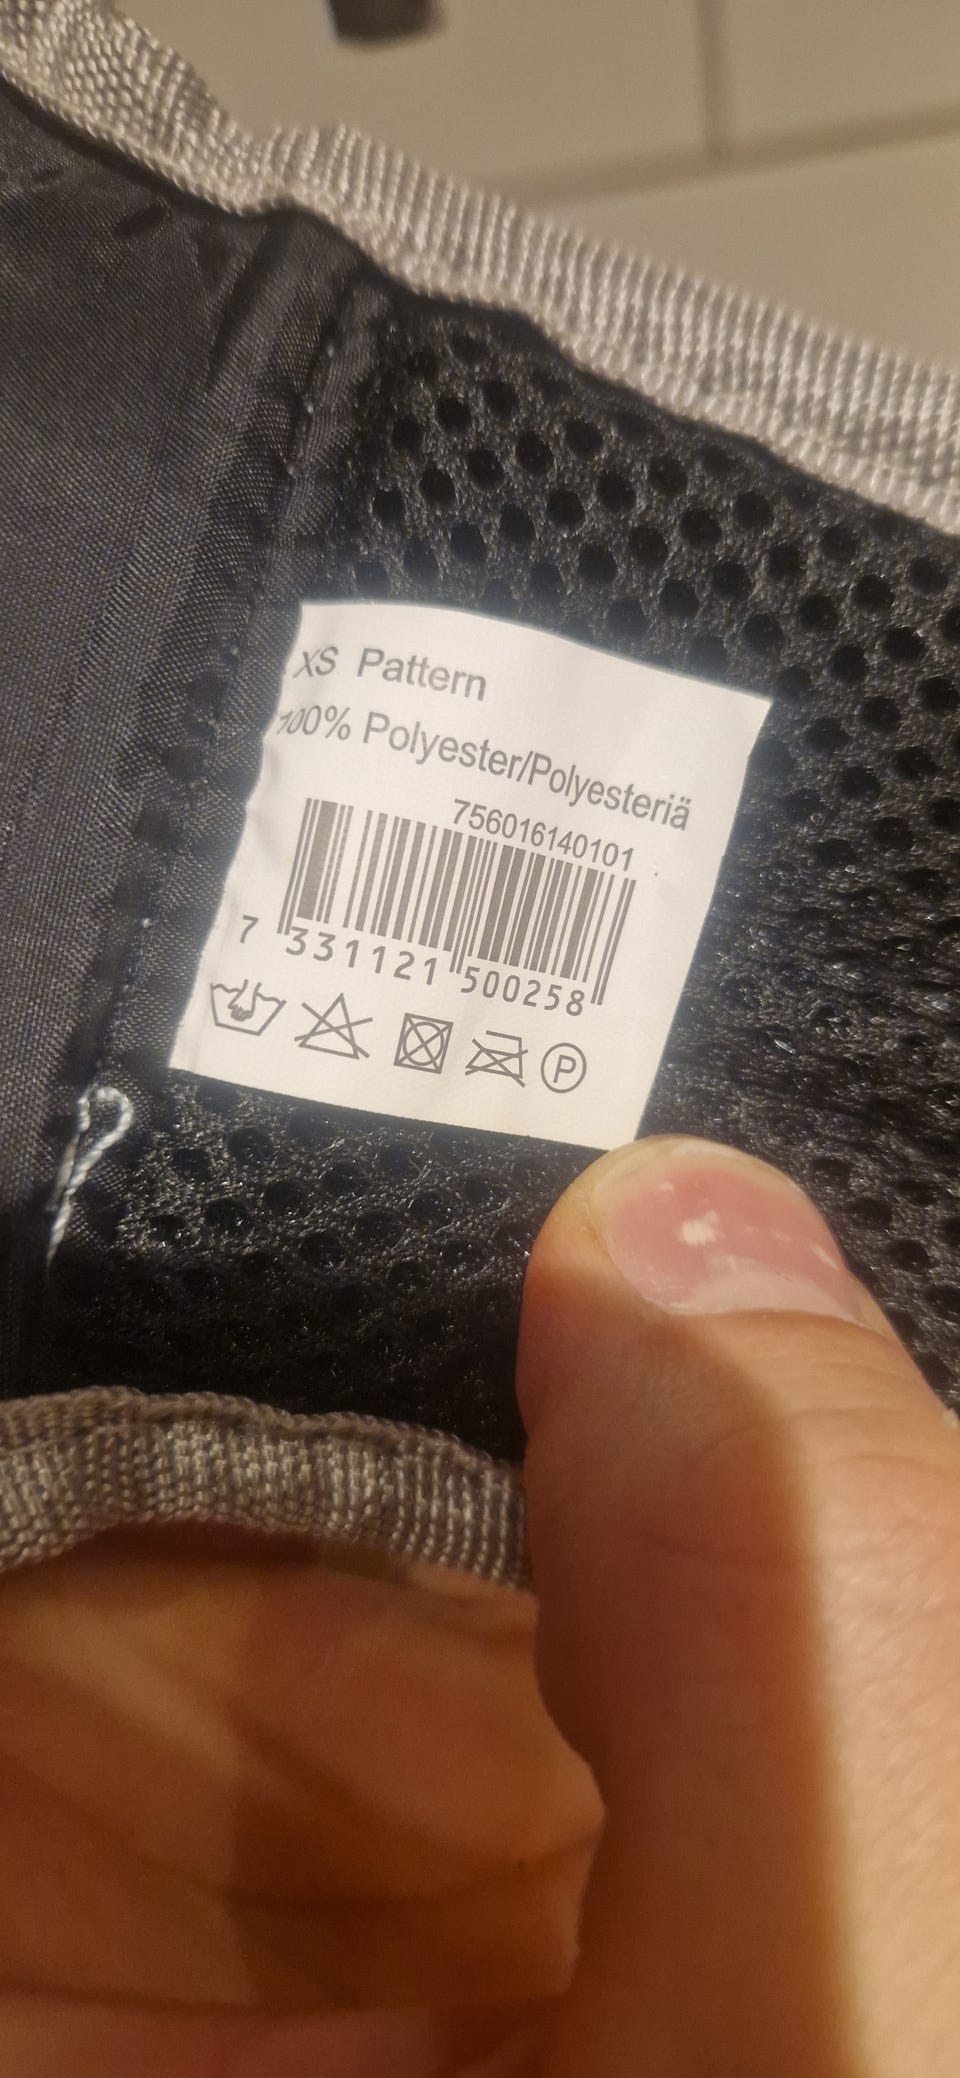 XS Pattern
100% Polyester/Polyesteriä
756016140101
7 331121 500258
P